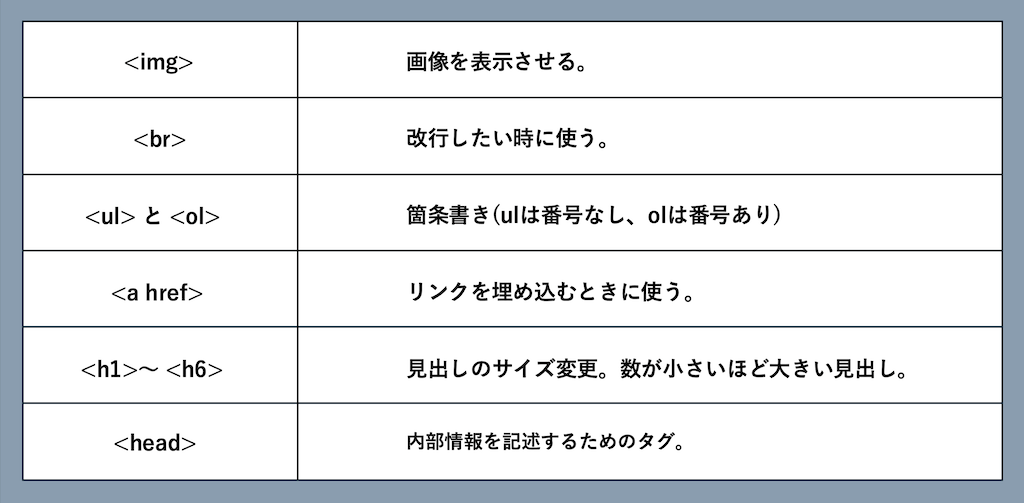 <img> 画像を表示させる。
<br> 改行したい時に使う。
<ul> と <ol> 箇条書き(ulは番号なし、olは番号あり)
<a href> リンクを埋め込むときに使う。
<h1>〜 <h6> 見出しのサイズ変更。数が小さいほど大きい見出し。
<head> 内部情報を記述するためのタグ。